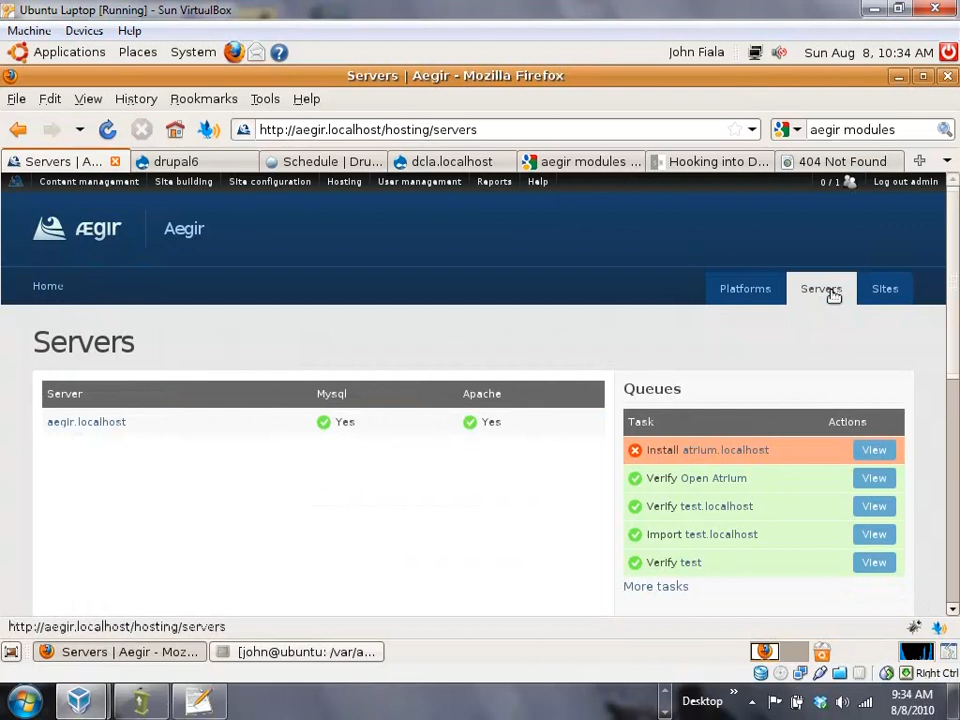 Ubuntu Laptop [Running] - Sun VirtualBox
Machine Devices Help
Applications Places System John Fiala Sun Aug 8, 10:34 AM
Servers | Aegir - Mozilla Firefox
File Edit View History Bookmarks Tools Help
http://aegir.localhost/hosting/servers aegir modules
Servers | A... drupal6 Schedule | Dru... dcla.localhost aegir modules ... Hooking into D... 404 Not Found
Content management Site building Site configuration Hosting User management Reports Help 0 / 1 Log out admin
ÆGIR Aegir
Home Platforms Servers Sites
Servers
Server Mysql Apache
aegir.localhost Yes Yes
Queues
Task Actions
Install atrium.localhost View
Verify Open Atrium View
Verify test.localhost View
Import test.localhost View
Verify test View
More tasks
http://aegir.localhost/hosting/servers
Servers | Aegir - Moz... [john@ubuntu: /var/a...
Right Ctrl
Desktop 9:34 AM
8/8/2010